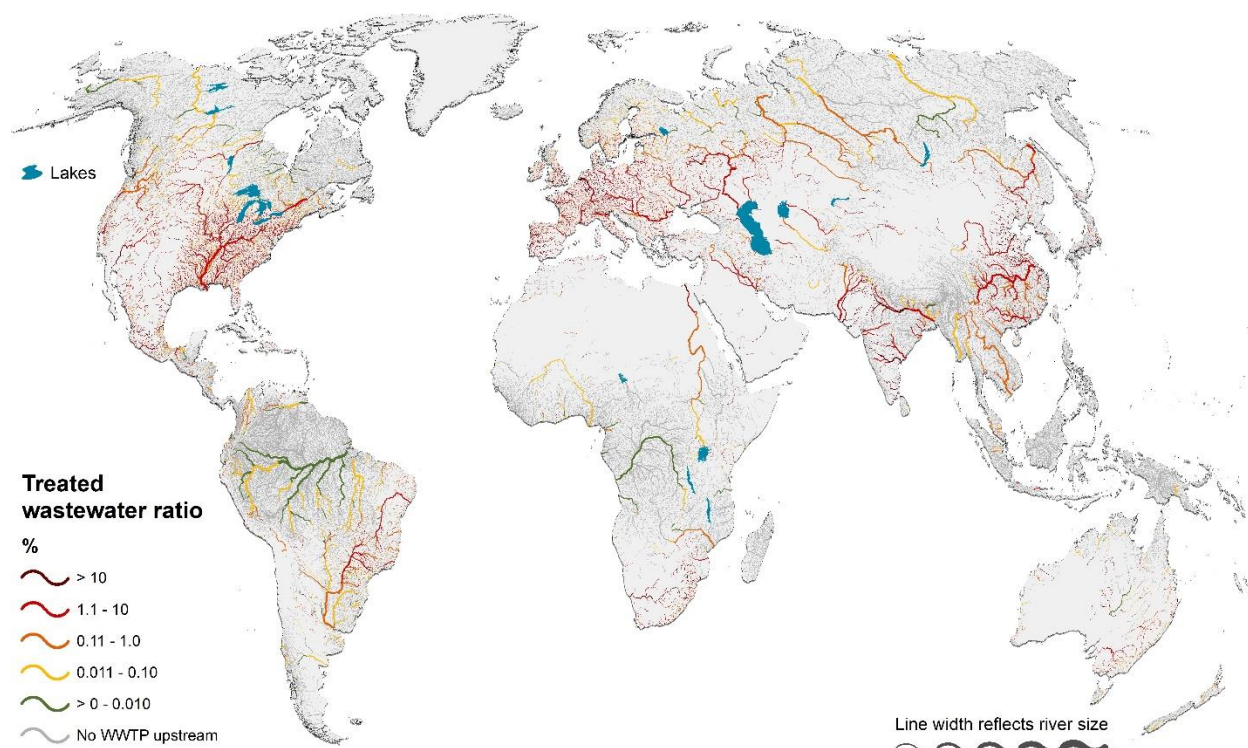 Lakes
Treated
wastewater ratio
%
> 10
1.1 - 10
0.11 - 1.0
0.011 - 0.10
> 0 - 0.010
No WWTP upstream
Line width reflects river size